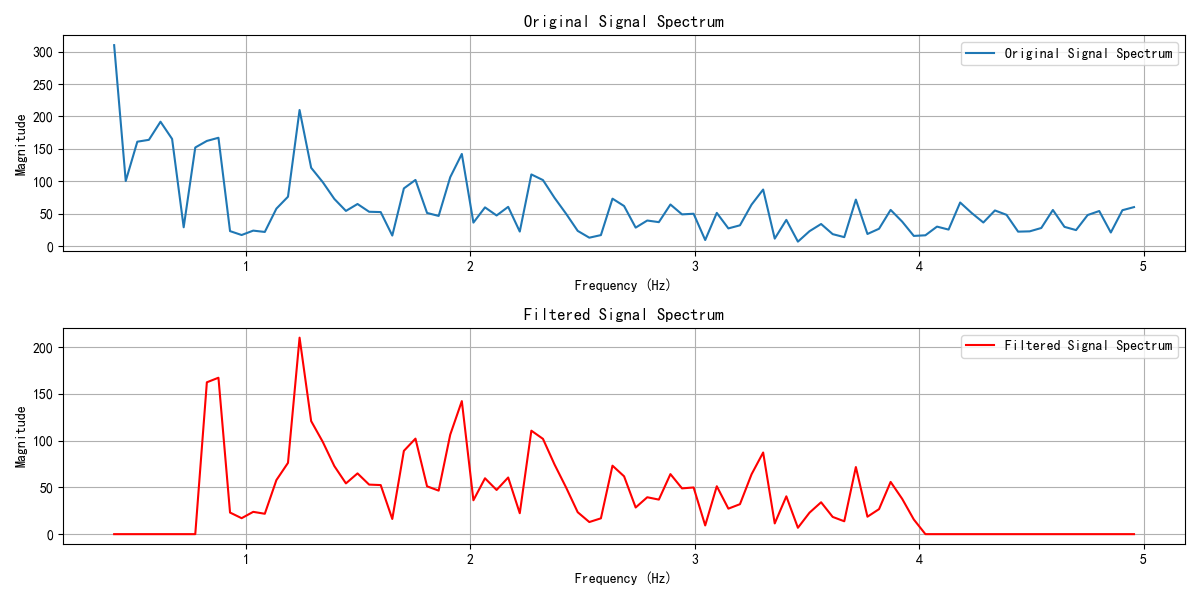 Original Signal Spectrum
300
250
200
150
100
50
0
Magnitude
Original Signal Spectrum
1 2 3 4 5
Frequency (Hz)
Filtered Signal Spectrum
200
150
100
50
0
Magnitude
Filtered Signal Spectrum
1 2 3 4 5
Frequency (Hz)